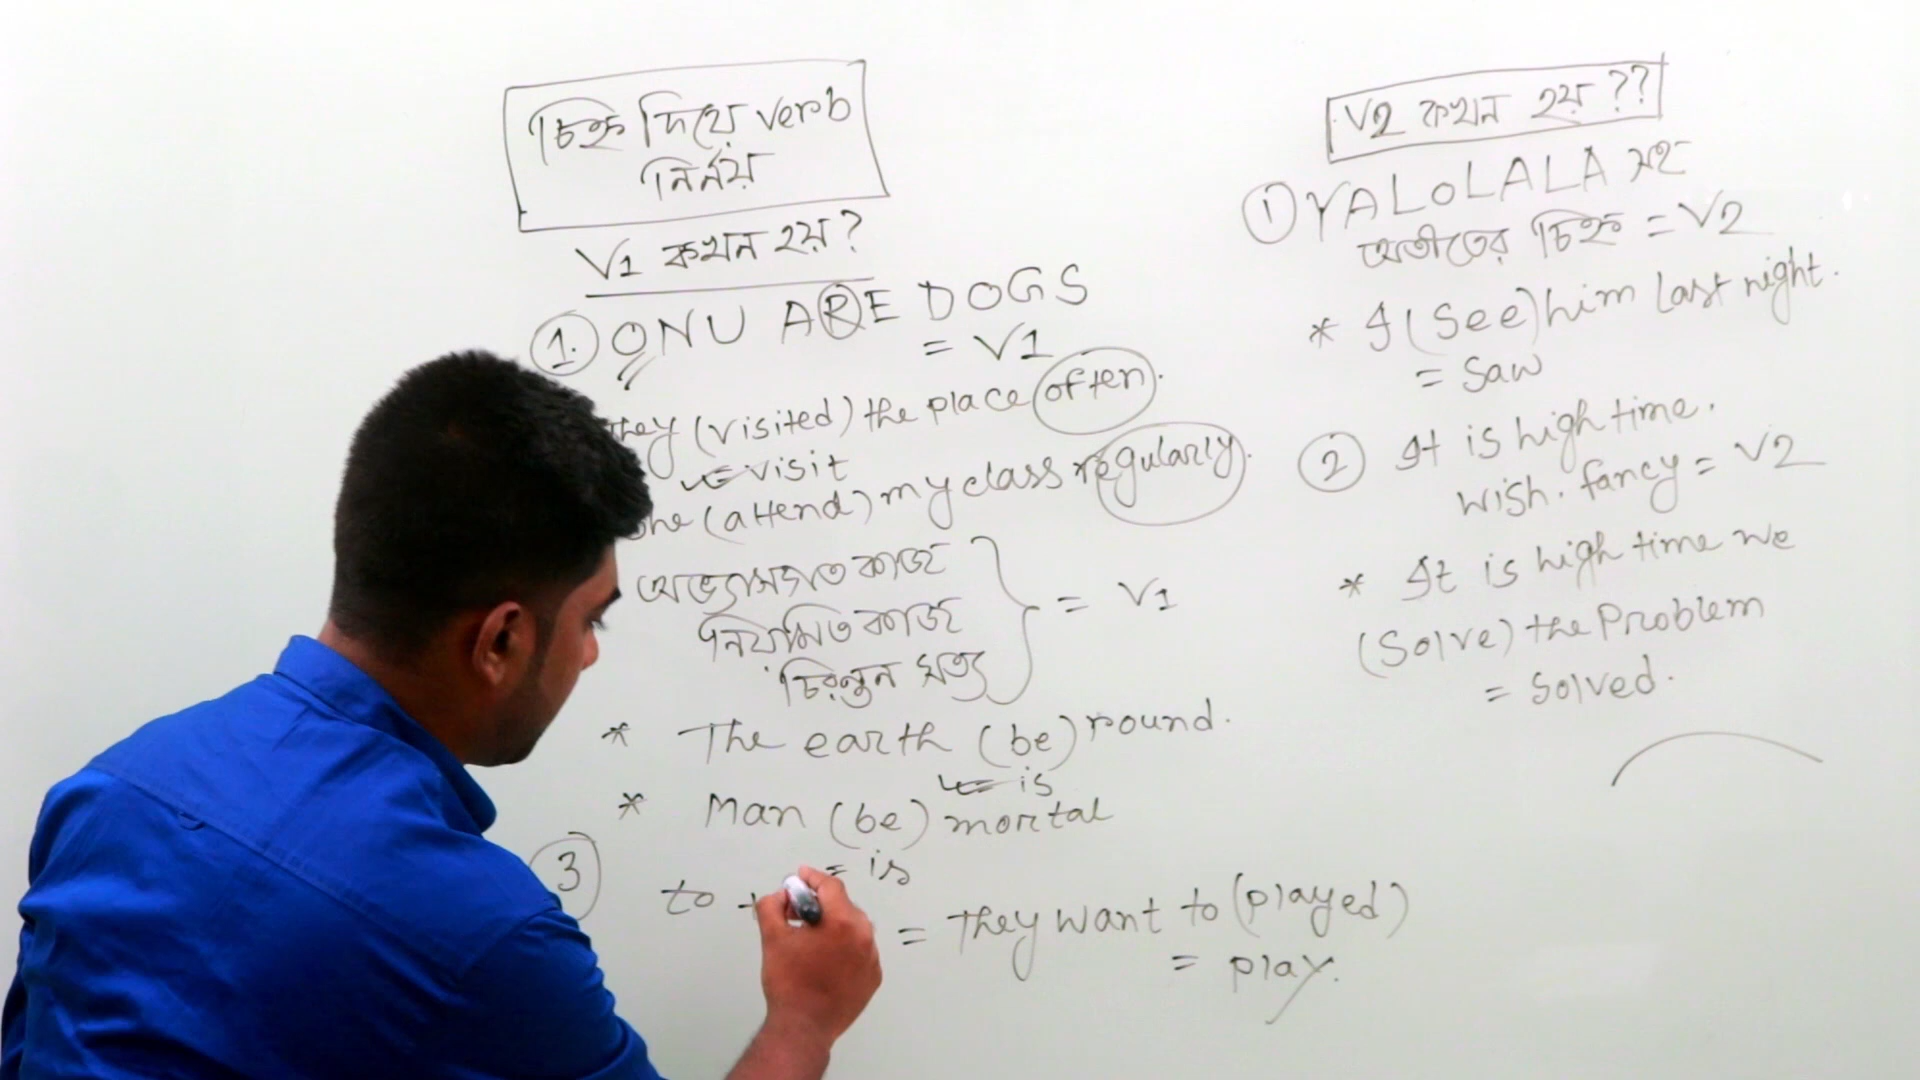 চিহ্ন দিয়ে verb
নির্নয়
V1 কখন হয়?
1. ONU ARE DOGS
= V1
they (visited) the place often.
visit
(attend) my class regularly.
অভ্যাসগত কাজ
নিয়মিত কাজ
চিরন্তন সত্য
= V1
* The earth (be) round.
is
* Man (be) mortal
= is
3 to +
= They want to (played)
= play.
V2 কখন হয়??
1 YALOLALA সহ
অতীতের চিহ্ন = V2
* I (see) him last night.
= saw
2 It is high time.
wish. fancy = V2
* It is high time we
(solve) the problem
= solved.